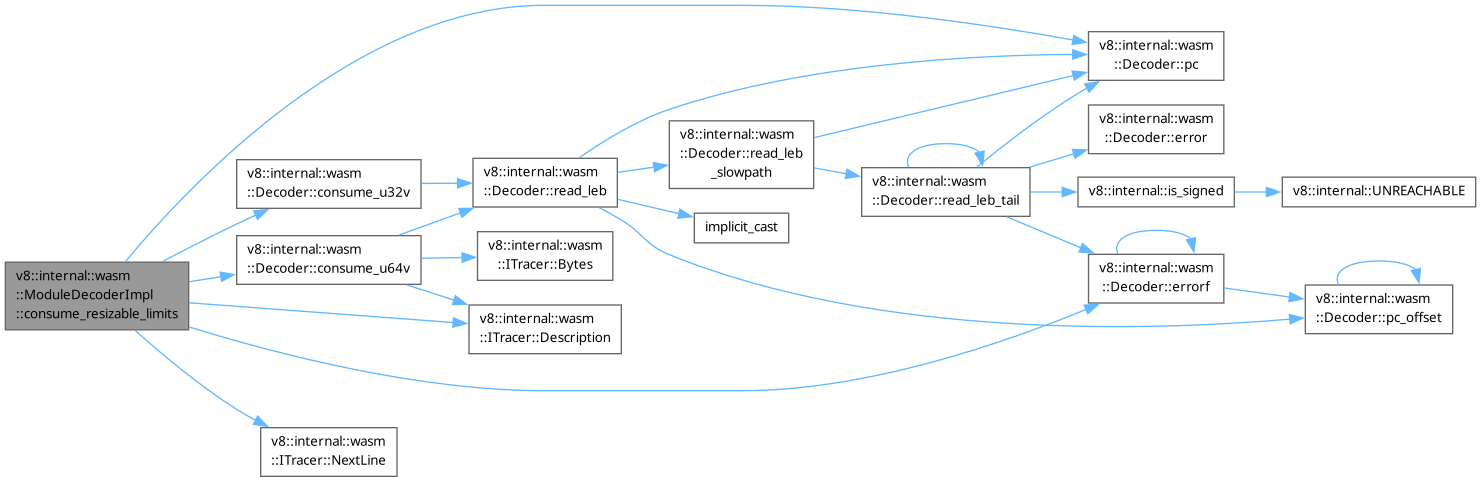 v8::internal::wasm
::ModuleDecoderImpl
::consume_resizable_limits
v8::internal::wasm
::Decoder::consume_u32v
v8::internal::wasm
::Decoder::consume_u64v
v8::internal::wasm
::ITracer::NextLine
v8::internal::wasm
::Decoder::read_leb
v8::internal::wasm
::ITracer::Bytes
v8::internal::wasm
::ITracer::Description
v8::internal::wasm
::Decoder::read_leb
_slowpath
implicit_cast
v8::internal::wasm
::Decoder::read_leb_tail
v8::internal::wasm
::Decoder::pc
v8::internal::wasm
::Decoder::error
v8::internal::is_signed
v8::internal::wasm
::Decoder::errorf
v8::internal::UNREACHABLE
v8::internal::wasm
::Decoder::pc_offset